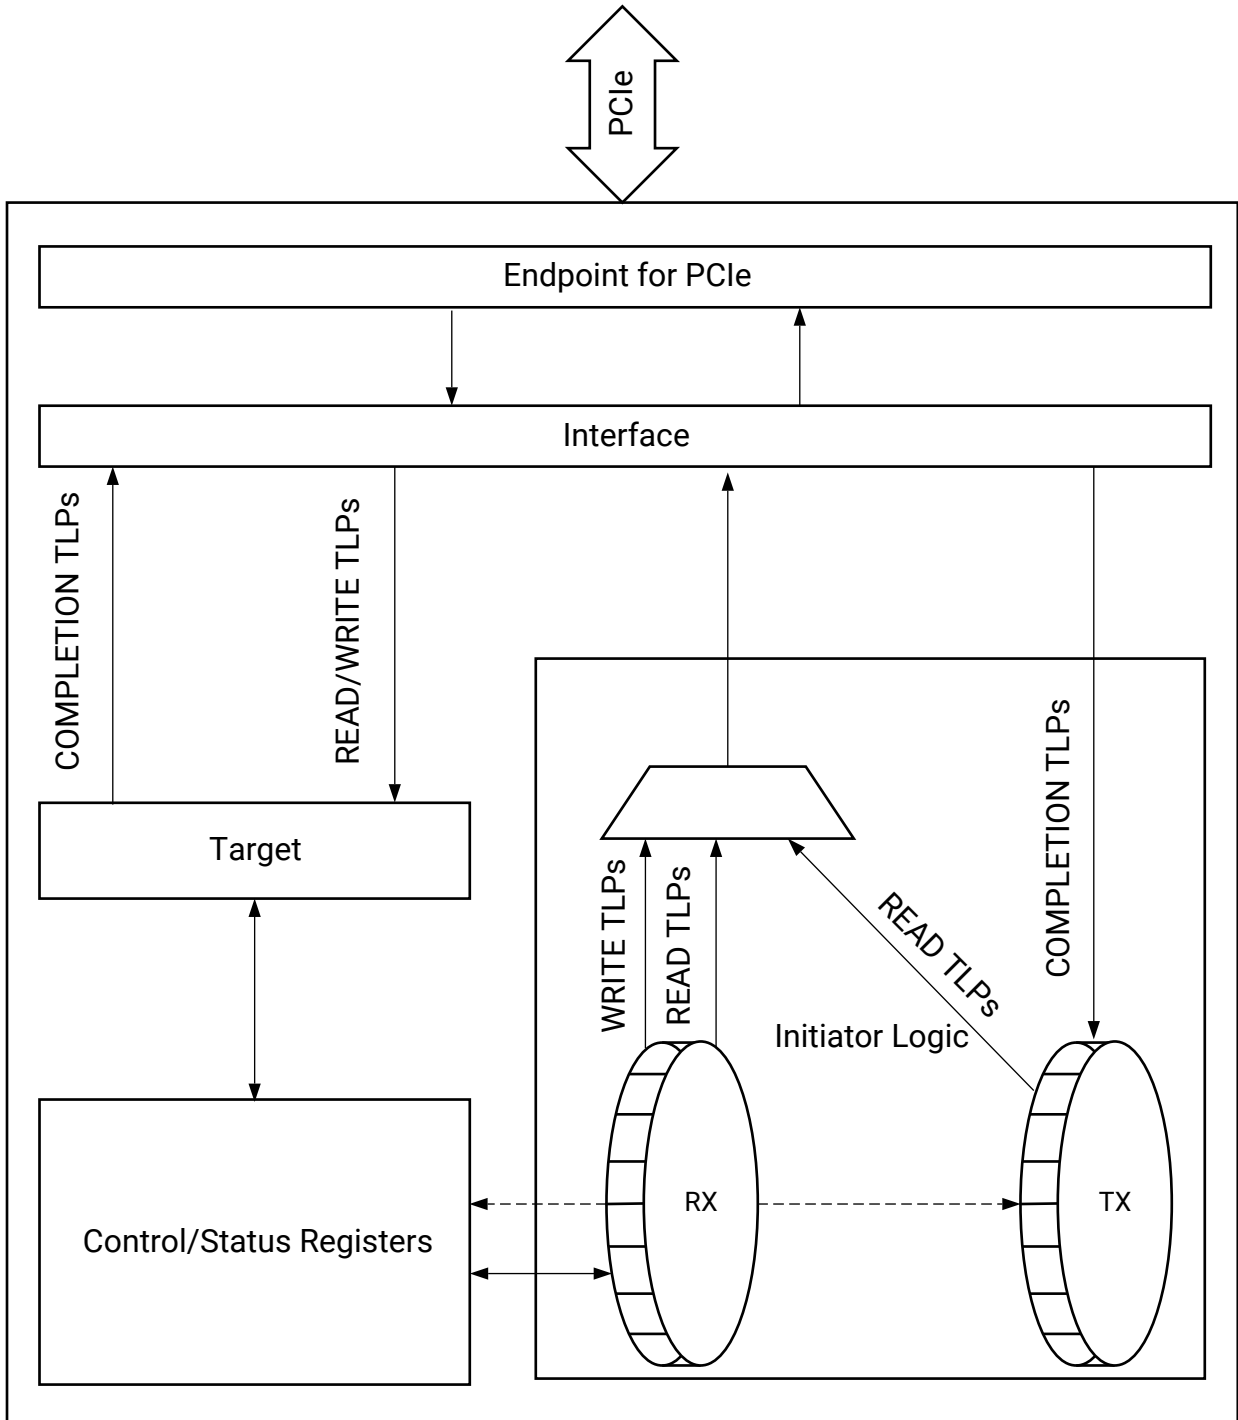 PCIe
Endpoint for PCIe
Interface
COMPLETION TLPs
READ/WRITE TLPs
COMPLETION TLPs
Target
WRITE TLPs
READ TLPs
READ TLPs
Initiator Logic
Control/Status Registers
RX
TX